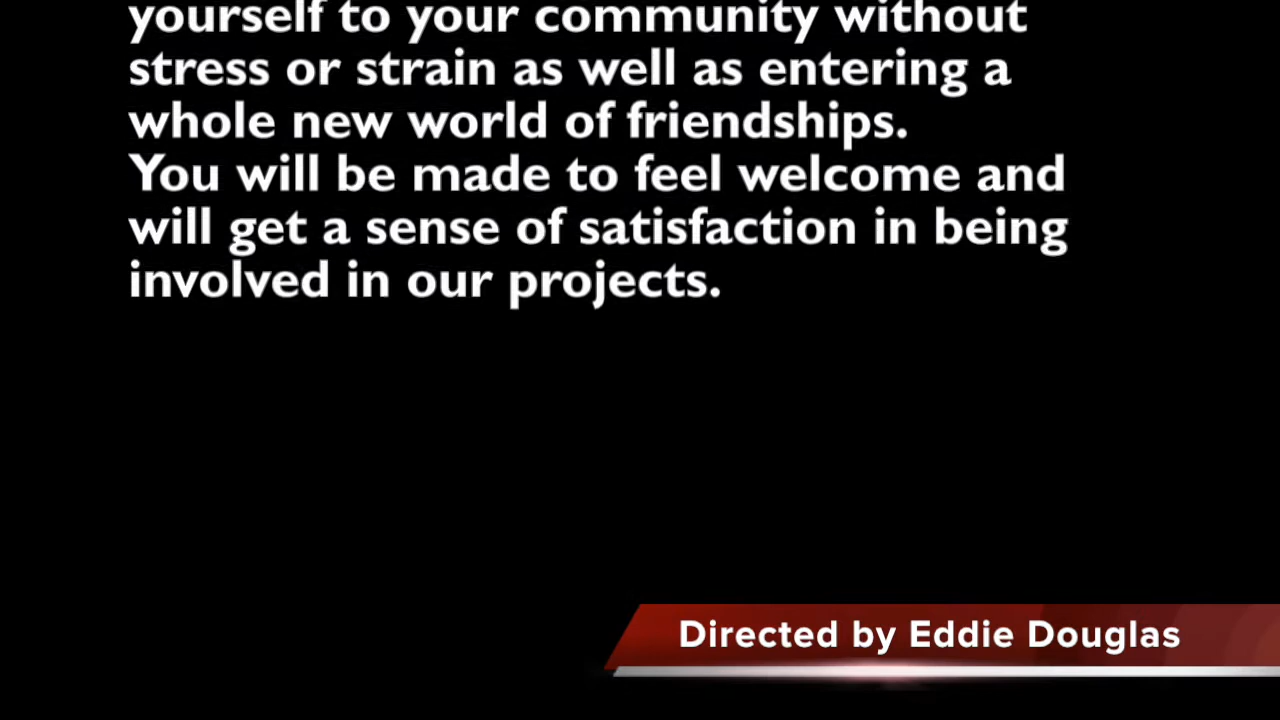 yourself to your community without
stress or strain as well as entering a
whole new world of friendships.
You will be made to feel welcome and
will get a sense of satisfaction in being
involved in our projects.
Directed by Eddie Douglas